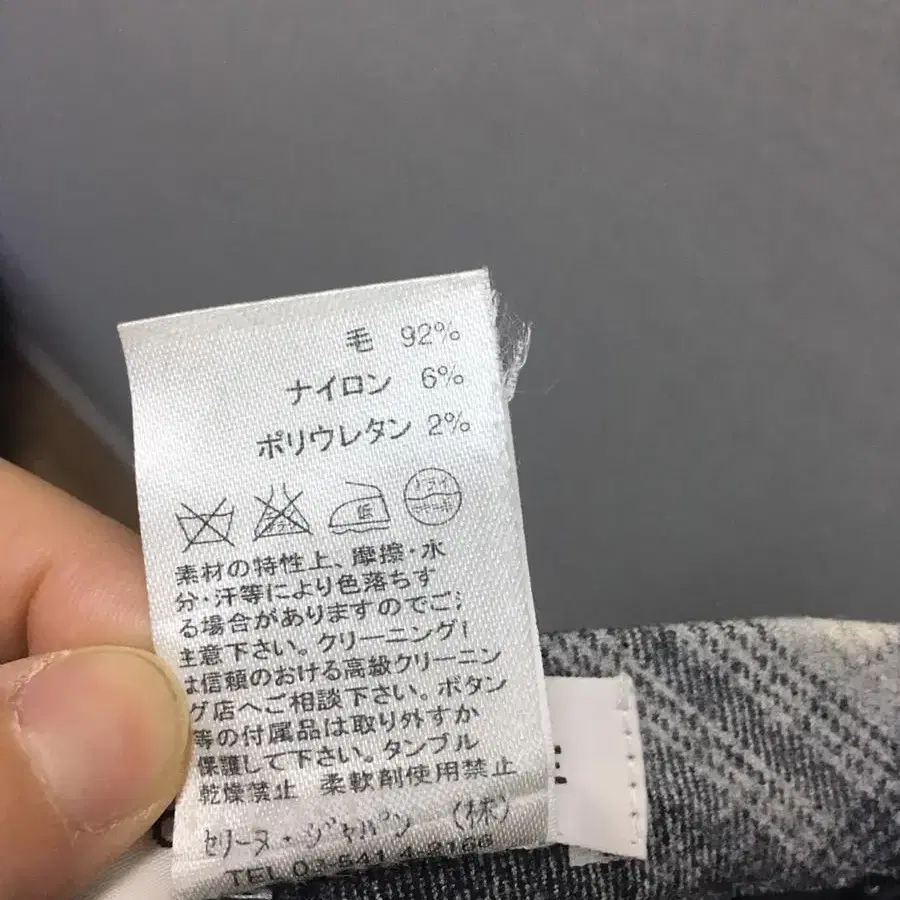 毛 92%
ナイロン 6%
ポリウレタン 2%
低 ドライ
素材の特性上、摩擦・水
分・汗等により色落ちす
る場合がありますのでご
注意下さい。クリーニング
は信頼のおける高級クリーニン
グ店へご相談下さい。ボタン
等の付属品は取り外すか
保護して下さい。タンブル
乾燥禁止 柔軟剤使用禁止
セリーヌ・ジャパン (株)
TEL